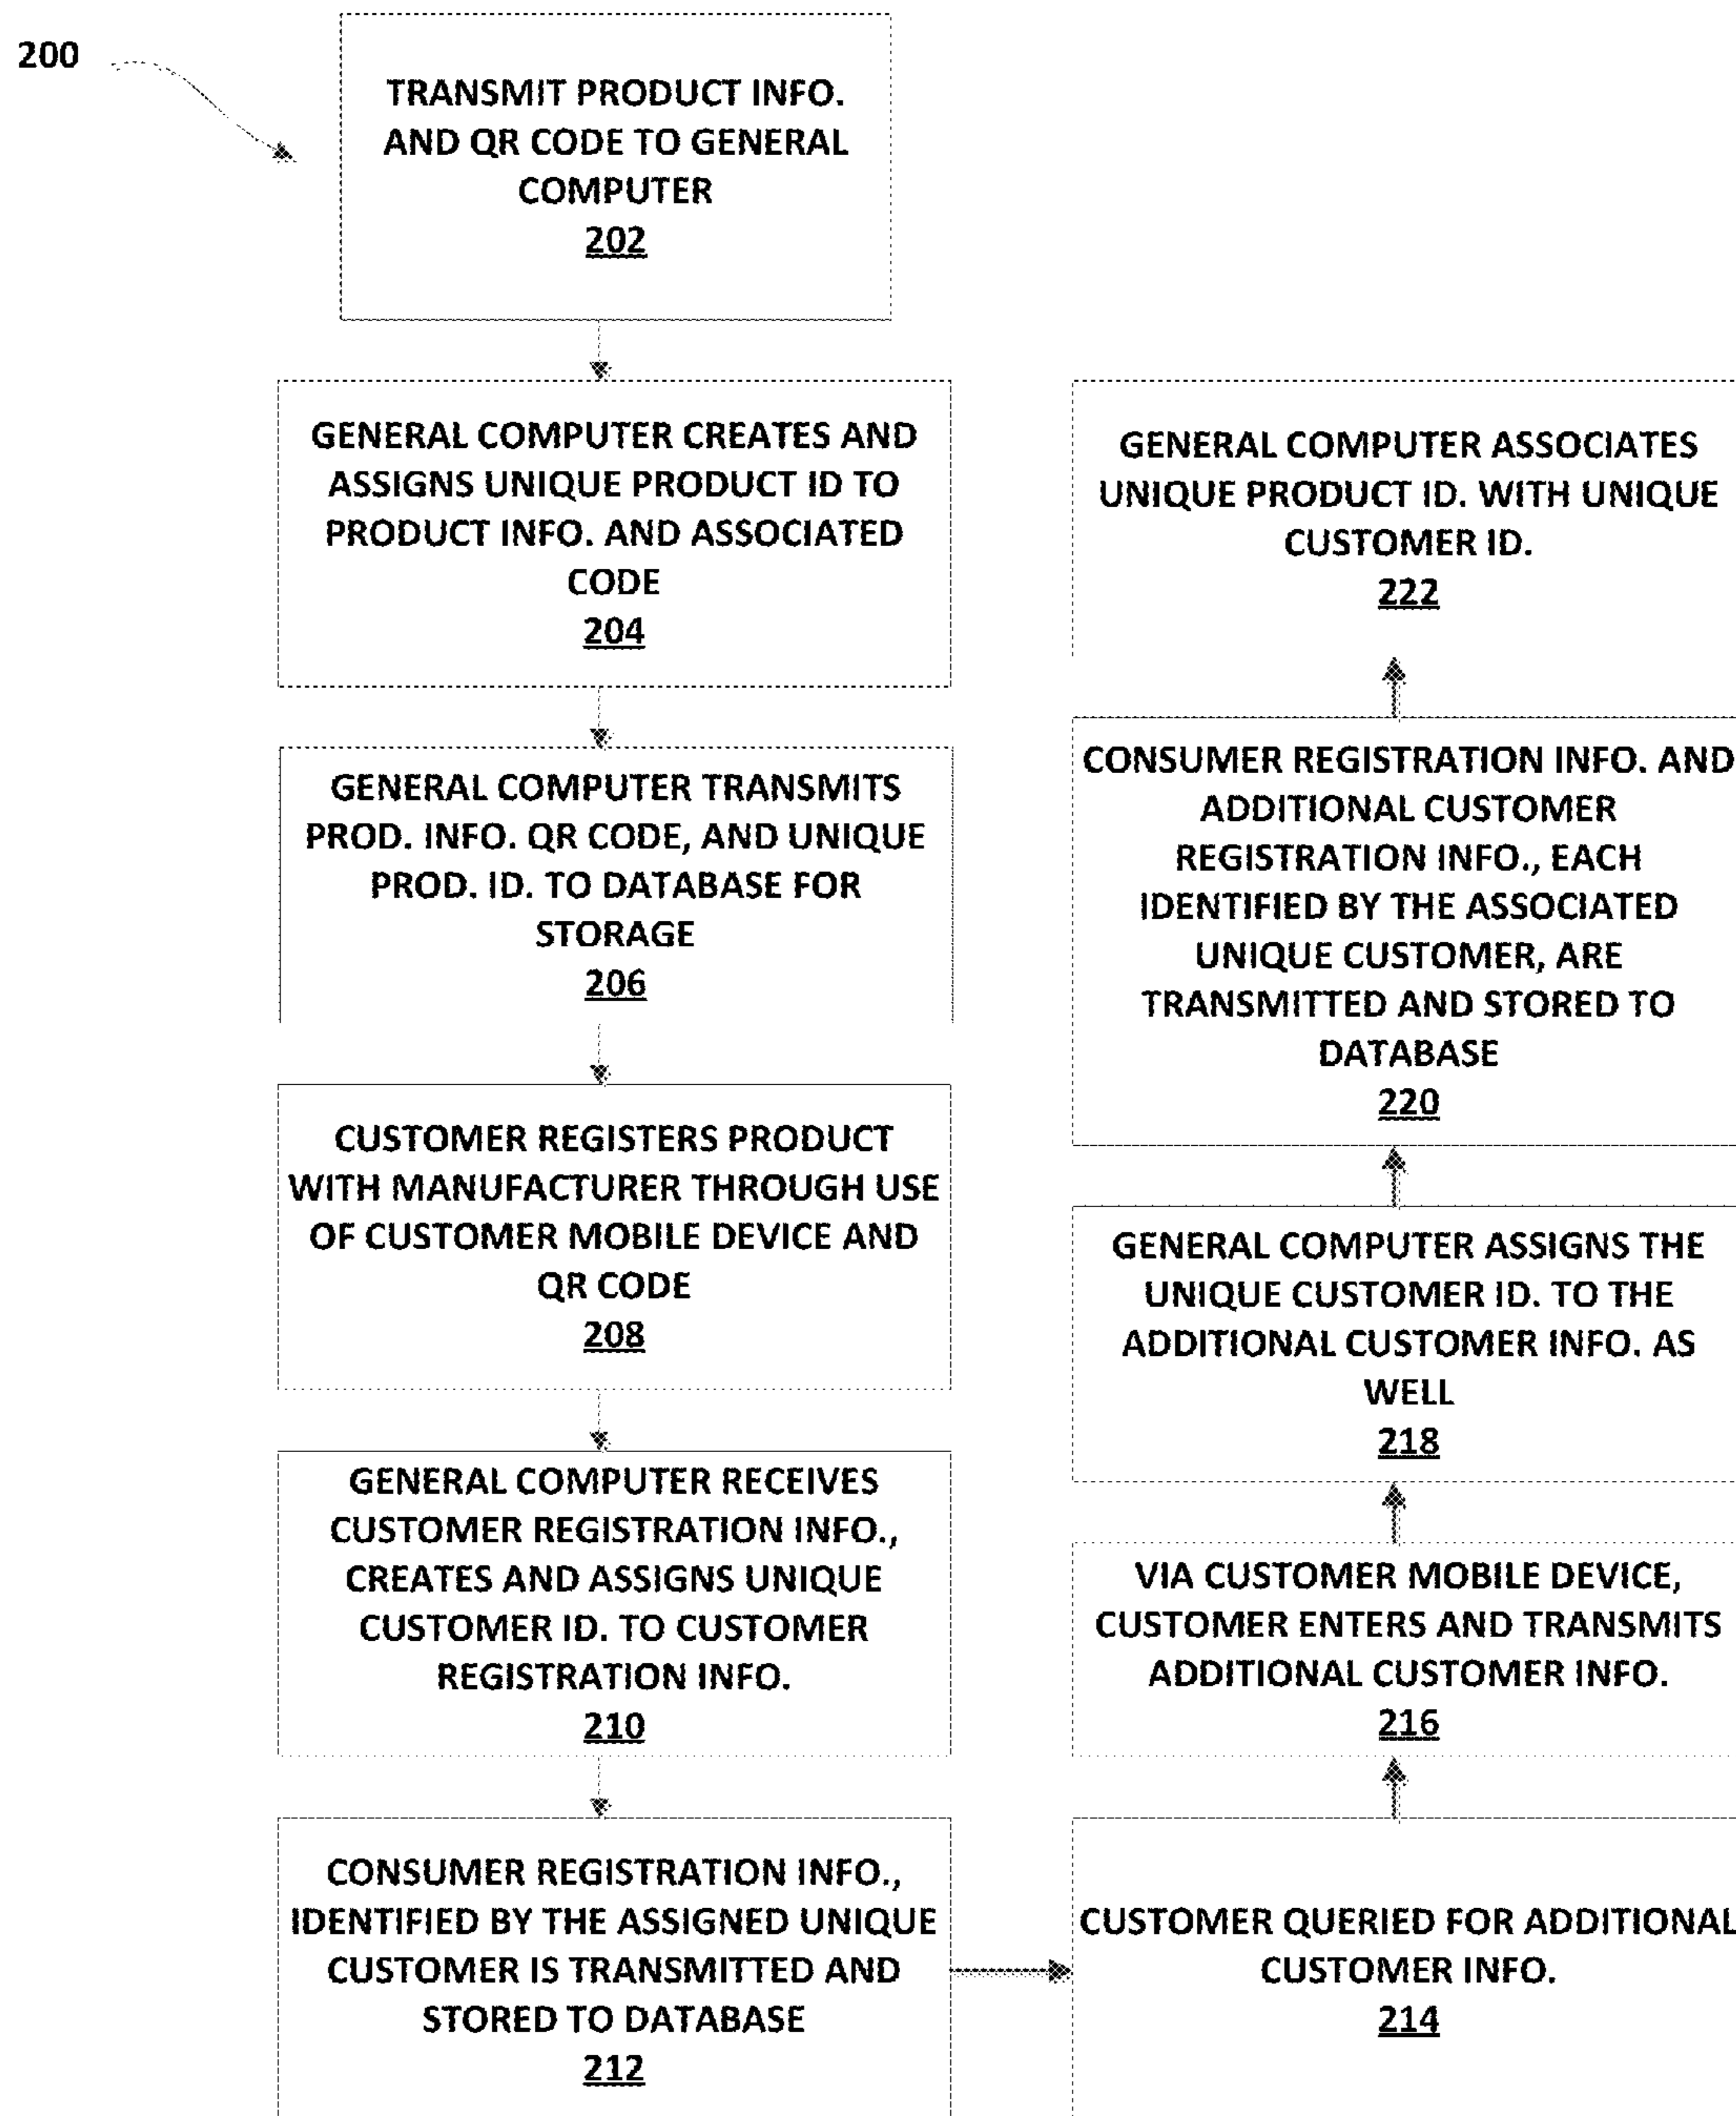 200
TRANSMIT PRODUCT INFO.
AND QR CODE TO GENERAL
COMPUTER
202
GENERAL COMPUTER CREATES AND
ASSIGNS UNIQUE PRODUCT ID TO
PRODUCT INFO. AND ASSOCIATED
CODE
204
GENERAL COMPUTER TRANSMITS
PROD. INFO. QR CODE, AND UNIQUE
PROD. ID. TO DATABASE FOR
STORAGE
206
CUSTOMER REGISTERS PRODUCT
WITH MANUFACTURER THROUGH USE
OF CUSTOMER MOBILE DEVICE AND
QR CODE
208
GENERAL COMPUTER RECEIVES
CUSTOMER REGISTRATION INFO.,
CREATES AND ASSIGNS UNIQUE
CUSTOMER ID. TO CUSTOMER
REGISTRATION INFO.
210
CONSUMER REGISTRATION INFO.,
IDENTIFIED BY THE ASSIGNED UNIQUE
CUSTOMER IS TRANSMITTED AND
STORED TO DATABASE
212
CUSTOMER QUERIED FOR ADDITIONAL
CUSTOMER INFO.
214
VIA CUSTOMER MOBILE DEVICE,
CUSTOMER ENTERS AND TRANSMITS
ADDITIONAL CUSTOMER INFO.
216
GENERAL COMPUTER ASSIGNS THE
UNIQUE CUSTOMER ID. TO THE
ADDITIONAL CUSTOMER INFO. AS
WELL
218
CONSUMER REGISTRATION INFO. AND
ADDITIONAL CUSTOMER
REGISTRATION INFO., EACH
IDENTIFIED BY THE ASSOCIATED
UNIQUE CUSTOMER, ARE
TRANSMITTED AND STORED TO
DATABASE
220
GENERAL COMPUTER ASSOCIATES
UNIQUE PRODUCT ID. WITH UNIQUE
CUSTOMER ID.
222